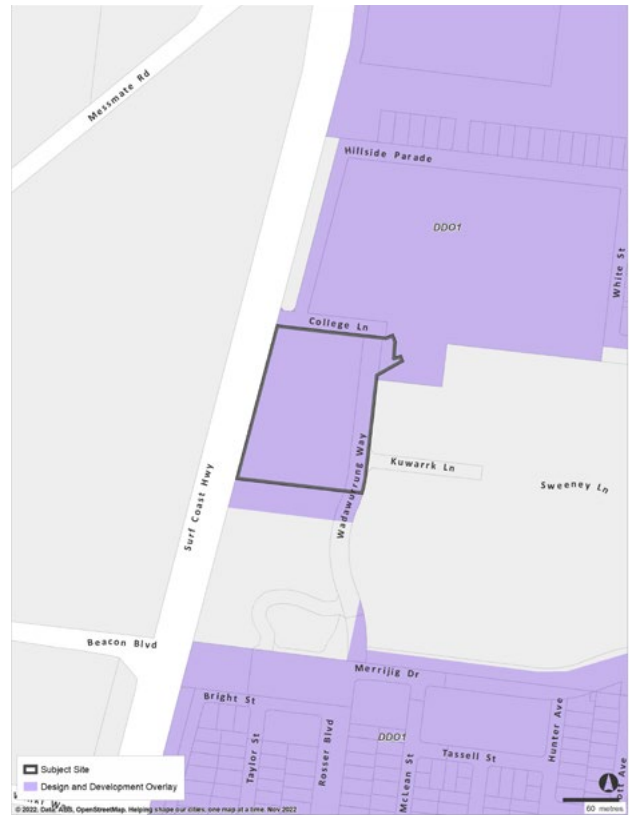 Messmate Rd
Hillside Parade
DDO1
White St
College Ln
Wadawurrung Way
Kuwarrk Ln
Sweeney Ln
Surf Coast Hwy
Beacon Blvd
Merrijig Dr
Bright St
Taylor St
Rosser Blvd
DDO1
McLean St
Tassell St
Hunter Ave
Subject Site
Design and Development Overlay
60 metres
© 2022. Data: ABS, OpenStreetMap. Helping shape our cities, one map at a time. Nov 2022